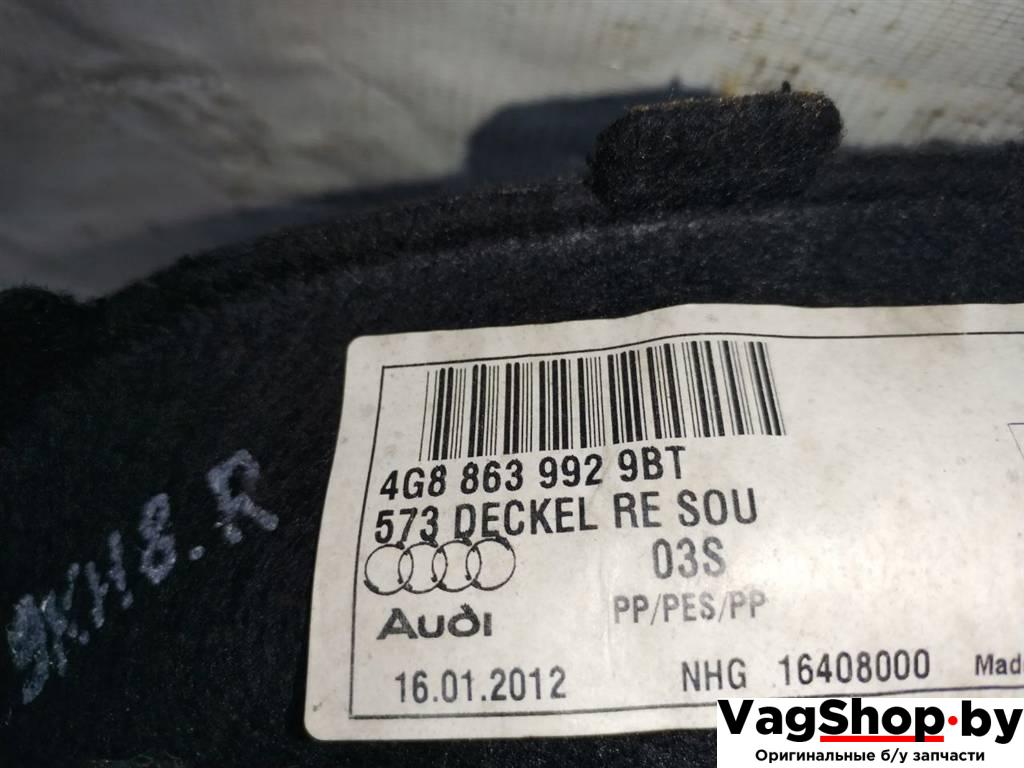 4G8 863 992 9BT
573 DECKEL RE SOU
03S
Audi
PP/PES/PP
16.01.2012 NHG 16408000 Mad
VagShop.by
Оригинальные б/у запчасти